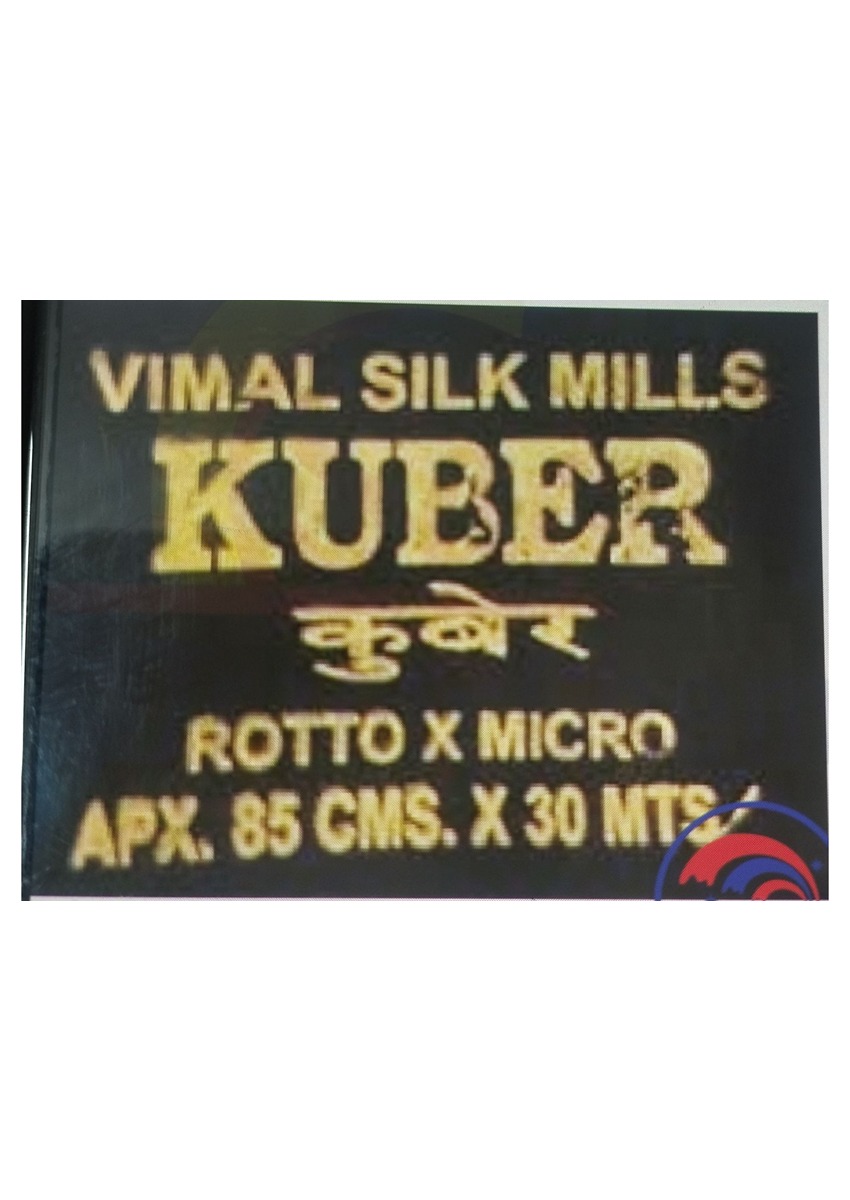 VIMAL SILK MILLS
KUBER
कुबेर
ROTTO X MICRO
APX. 85 CMS. X 30 MTS.